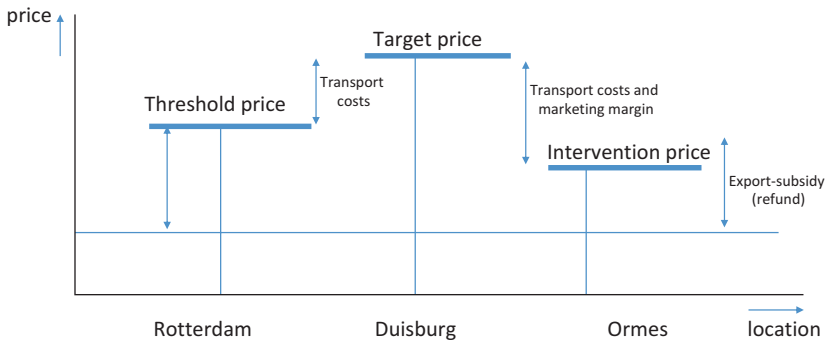 price
Target price
Transport
costs
Threshold price
Transport costs and
marketing margin
Intervention price
Export-subsidy
(refund)
Rotterdam
Duisburg
Ormes
location